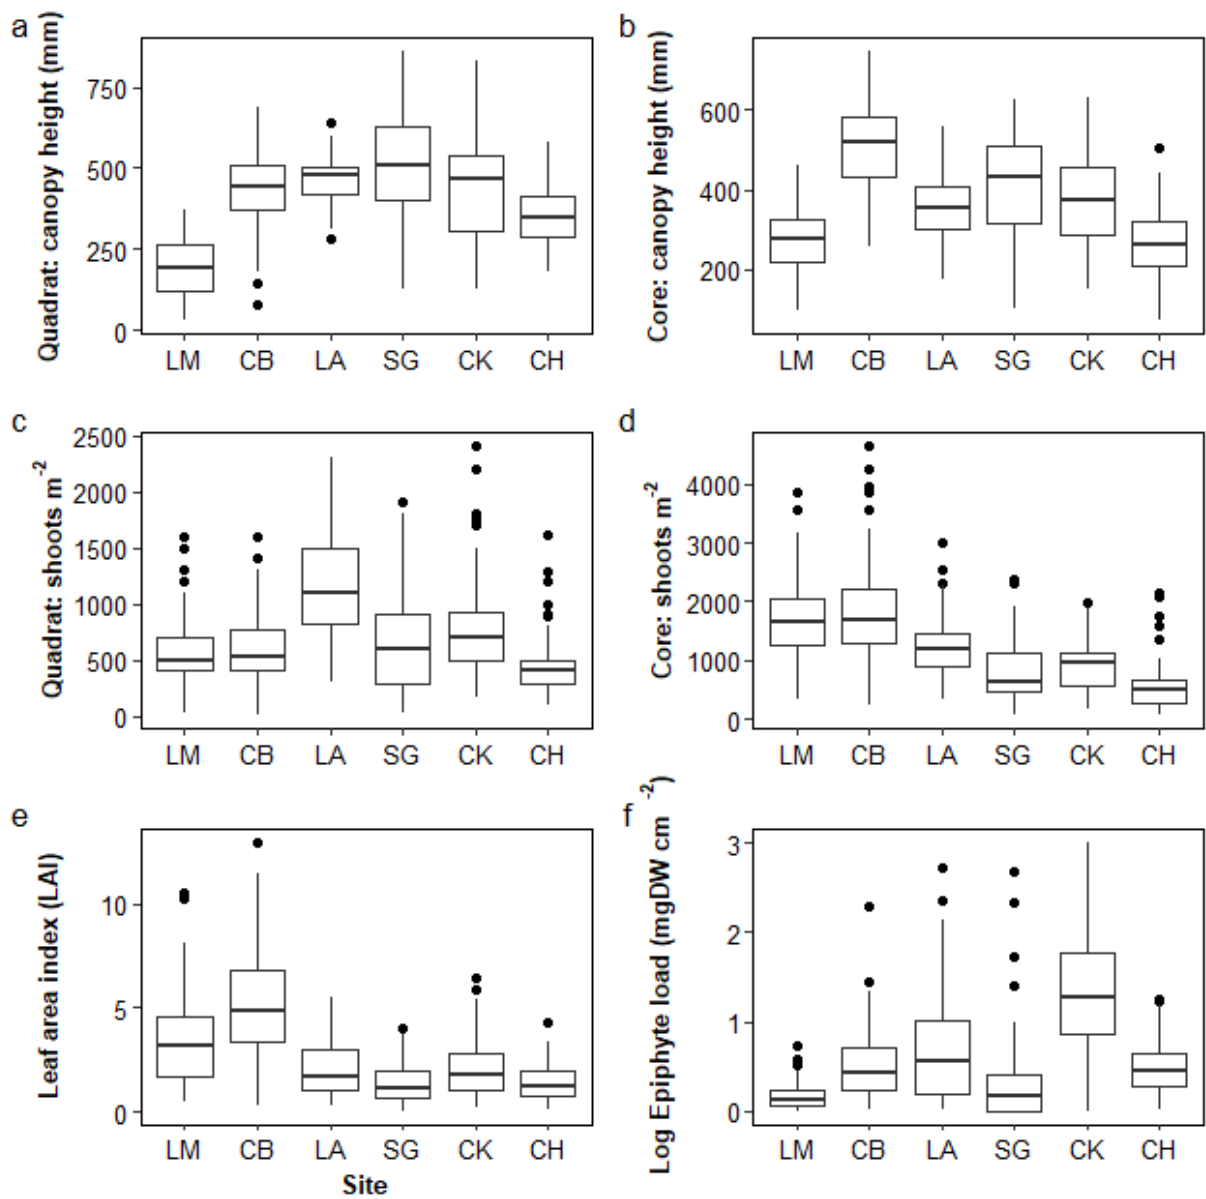 a
Quadrat: canopy height (mm)
750
500
250
0
LM CB LA SG CK CH
b
Core: canopy height (mm)
600
400
200
LM CB LA SG CK CH
c
Quadrat: shoots m-2
2500
2000
1500
1000
500
0
LM CB LA SG CK CH
d
Core: shoots m-2
4000
3000
2000
1000
0
LM CB LA SG CK CH
e
Leaf area index (LAI)
10
5
0
LM CB LA SG CK CH
Site
f
Log Epiphyte load (mgDW cm-2)
3
2
1
0
LM CB LA SG CK CH